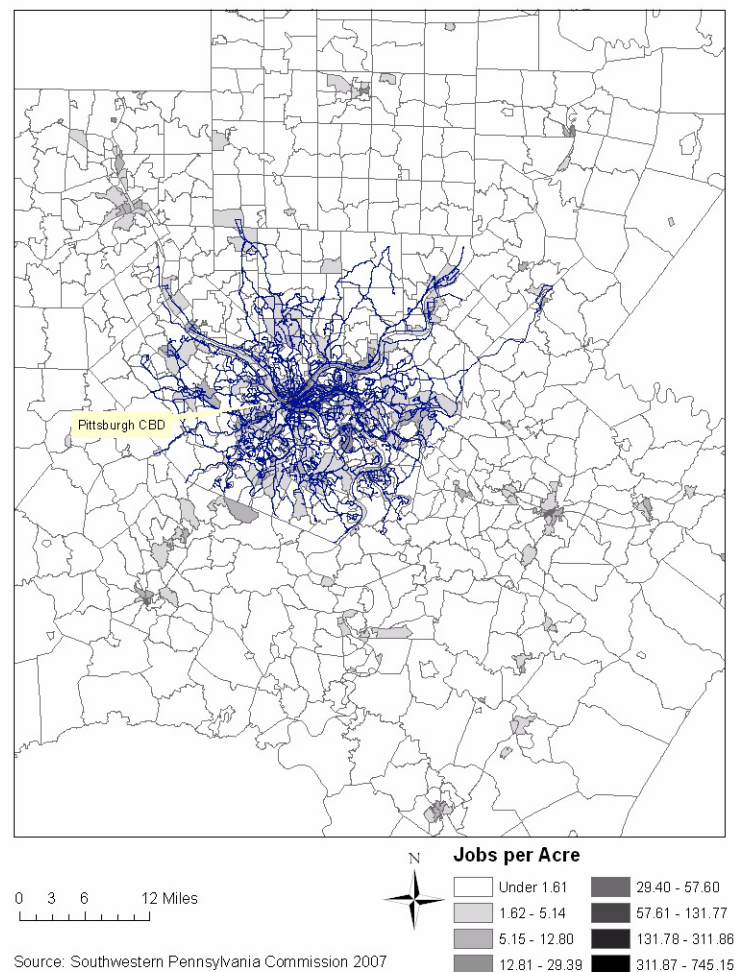 Pittsburgh CBD
N
Jobs per Acre
0 3 6 12 Miles
Under 1.61
29.40 - 57.60
1.62 - 5.14
57.61 - 131.77
5.15 - 12.80
131.78 - 311.86
12.81 - 29.39
311.87 - 745.15
Source: Southwestern Pennsylvania Commission 2007